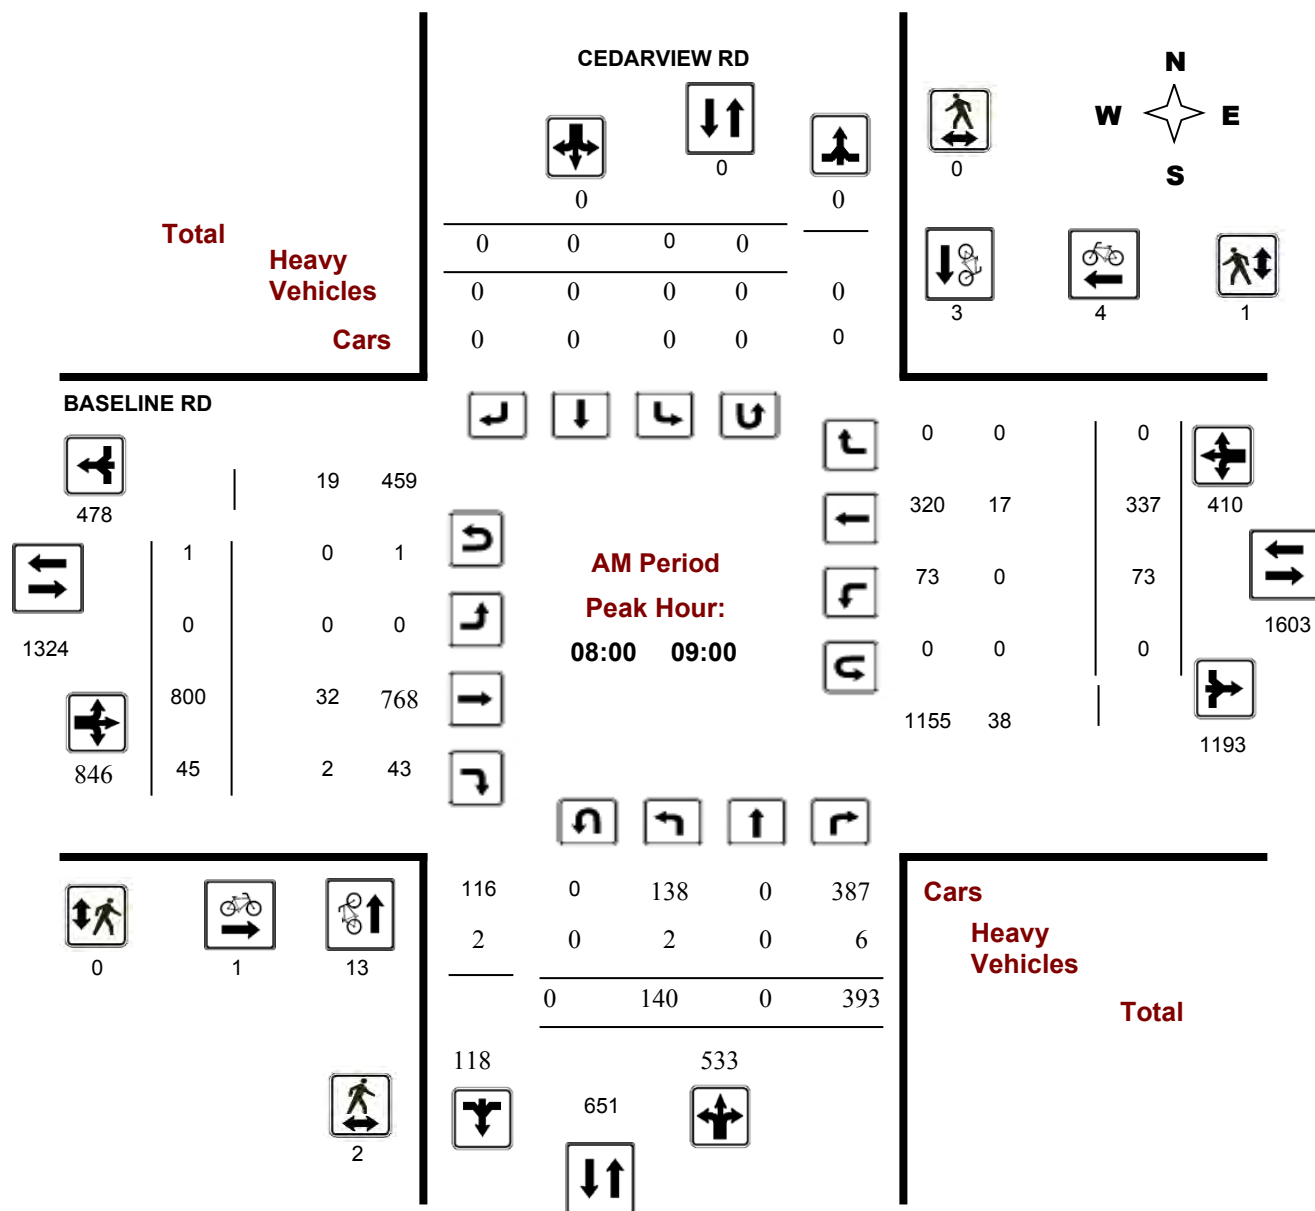 CEDARVIEW RD
N
W E
S
0
0
0 0
0
Total
0 0 0 0
Heavy
Vehicles
0 0 0 0 0
3 4 1
Cars
0 0 0 0 0
BASELINE RD
0 0 0
19 459
478
320 17 337 410
1 0 1
AM Period
73 0 73
Peak Hour:
0 0 0
1603
1324
08:00 09:00
0 0 0
800 32 768
1155 38
1193
846 45 2 43
116 0 138 0 387
Cars
2 0 2 0 6
Heavy
Vehicles
0 1 13
0 140 0 393
Total
118 533
651
2